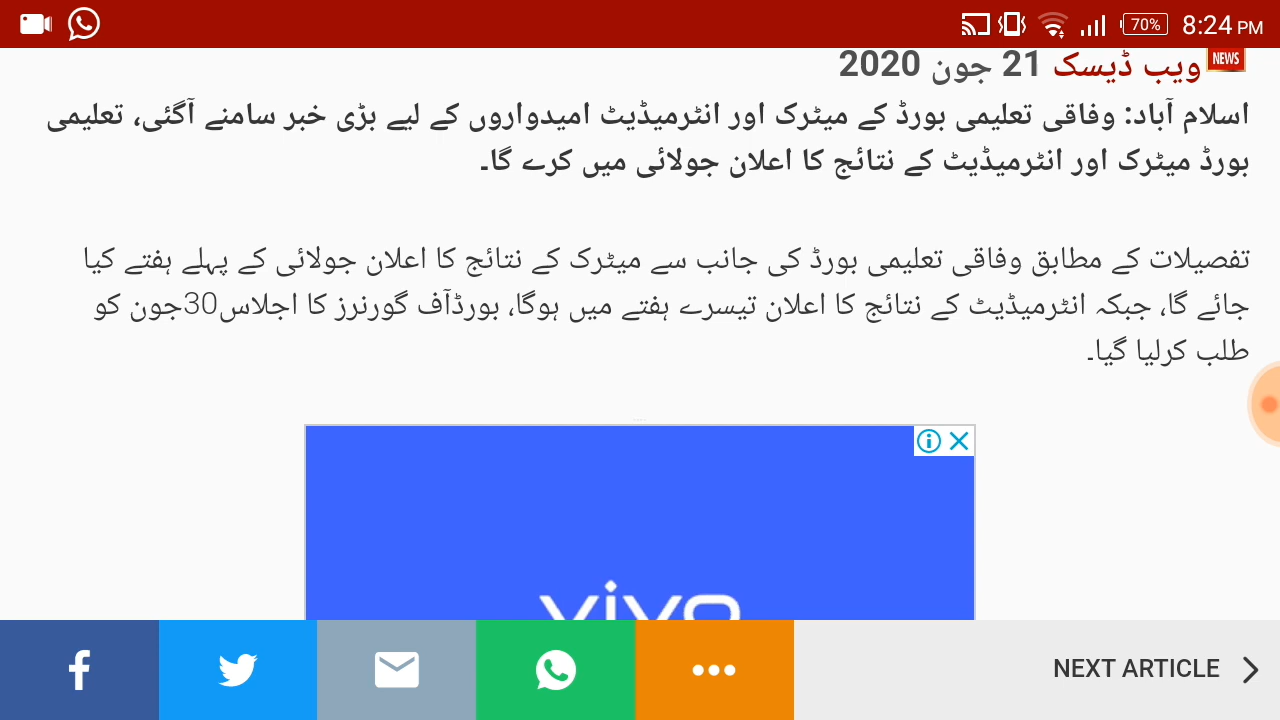 70%
8:24 PM
NEWS
ویب ڈیسک 21 جون 2020
اسلام آباد: وفاقی تعلیمی بورڈ کے میٹرک اور انٹرمیڈیٹ امیدواروں کے لیے بڑی خبر سامنے آگئی، تعلیمی
بورڈ میٹرک اور انٹرمیڈیٹ کے نتائج کا اعلان جولائی میں کرے گا۔
تفصیلات کے مطابق وفاقی تعلیمی بورڈ کی جانب سے میٹرک کے نتائج کا اعلان جولائی کے پہلے ہفتے کیا
جائے گا، جبکہ انٹرمیڈیٹ کے نتائج کا اعلان تیسرے ہفتے میں ہوگا، بورڈآف گورنرز کا اجلاس30جون کو
طلب کرلیا گیا۔
vivo
NEXT ARTICLE